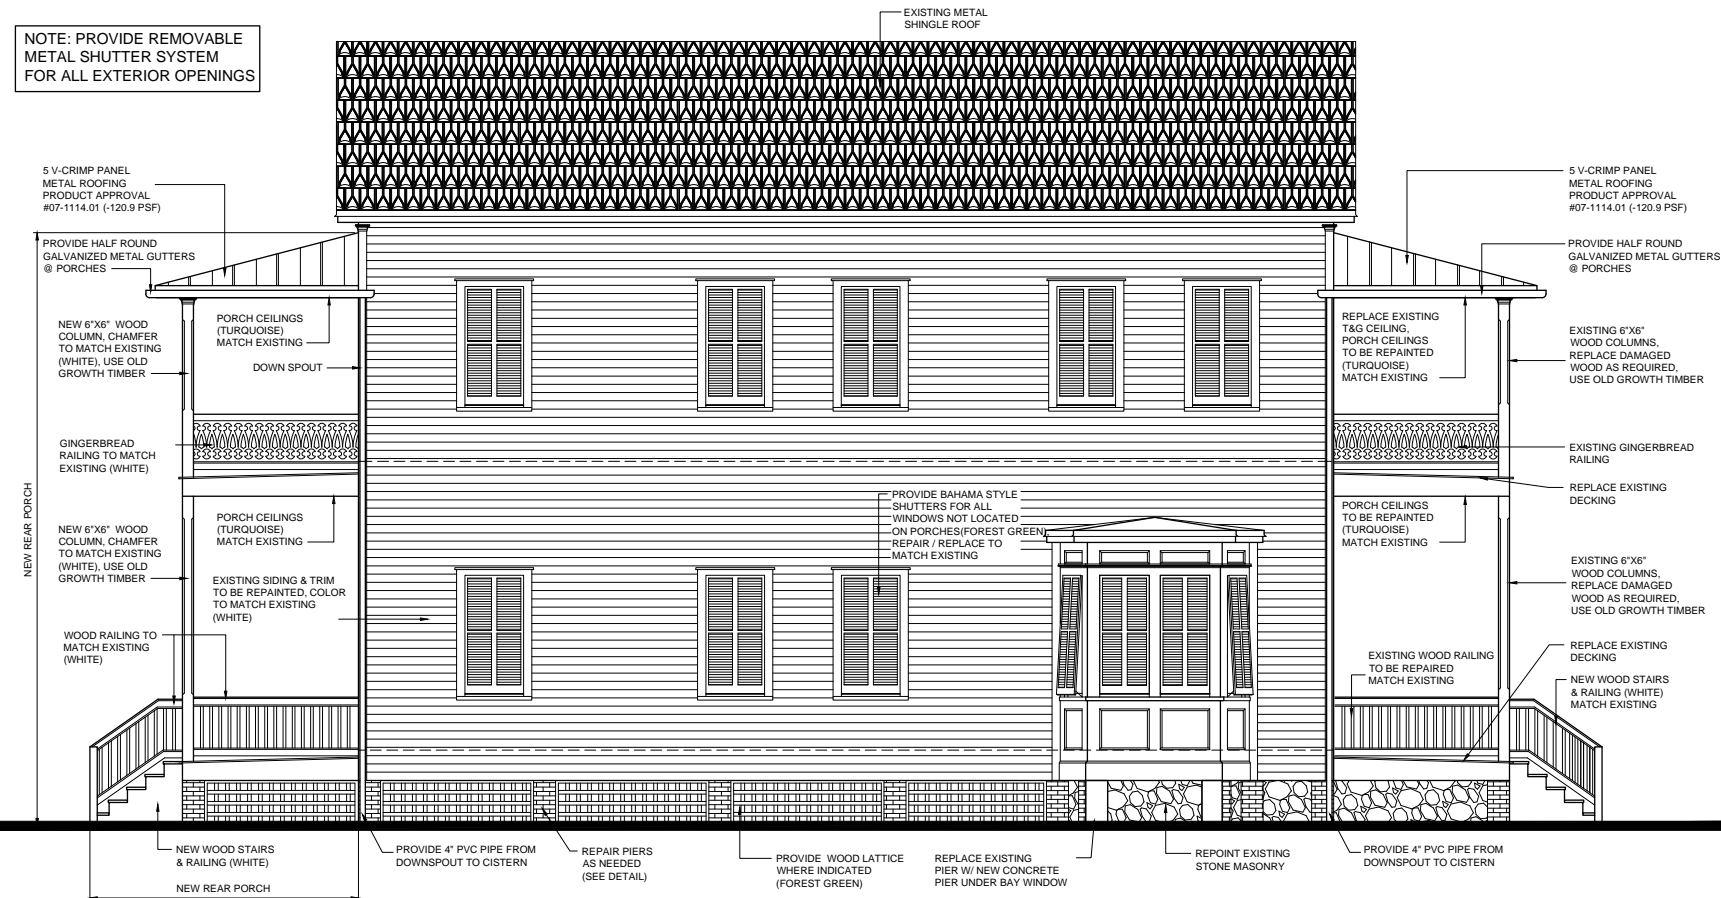 EXISTING METAL
SHINGLE ROOF
NOTE: PROVIDE REMOVABLE
METAL SHUTTER SYSTEM
FOR ALL EXTERIOR OPENINGS
5 V-CRIMP PANEL
METAL ROOFING
PRODUCT APPROVAL
#07-1114.01 (-120.9 PSF)
PROVIDE HALF ROUND
GALVANIZED METAL GUTTERS
@ PORCHES
NEW 6"X6" WOOD
COLUMN, CHAMFER
TO MATCH EXISTING
(WHITE), USE OLD
GROWTH TIMBER
PORCH CEILINGS
(TURQUOISE)
MATCH EXISTING
DOWN SPOUT
GINGERBREAD
RAILING TO MATCH
EXISTING (WHITE)
NEW REAR PORCH
NEW 6"X6" WOOD
COLUMN, CHAMFER
TO MATCH EXISTING
(WHITE), USE OLD
GROWTH TIMBER
PORCH CEILINGS
(TURQUOISE)
MATCH EXISTING
EXISTING SIDING & TRIM
TO BE REPAINTED, COLOR
TO MATCH EXISTING
(WHITE)
WOOD RAILING TO
MATCH EXISTING
(WHITE)
PROVIDE BAHAMA STYLE
SHUTTERS FOR ALL
WINDOWS NOT LOCATED
ON PORCHES(FOREST GREEN)
REPAIR / REPLACE TO
MATCH EXISTING
5 V-CRIMP PANEL
METAL ROOFING
PRODUCT APPROVAL
#07-1114.01 (-120.9 PSF)
PROVIDE HALF ROUND
GALVANIZED METAL GUTTERS
@ PORCHES
REPLACE EXISTING
T&G CEILING,
PORCH CEILINGS
TO BE REPAINTED
(TURQUOISE)
MATCH EXISTING
EXISTING 6"X6"
WOOD COLUMNS,
REPLACE DAMAGED
WOOD AS REQUIRED,
USE OLD GROWTH TIMBER
EXISTING GINGERBREAD
RAILING
REPLACE EXISTING
DECKING
PORCH CEILINGS
TO BE REPAINTED
(TURQUOISE)
MATCH EXISTING
EXISTING 6"X6"
WOOD COLUMNS,
REPLACE DAMAGED
WOOD AS REQUIRED,
USE OLD GROWTH TIMBER
EXISTING WOOD RAILING
TO BE REPAIRED
MATCH EXISTING
REPLACE EXISTING
DECKING
NEW WOOD STAIRS
& RAILING (WHITE)
MATCH EXISTING
NEW WOOD STAIRS
& RAILING (WHITE)
NEW REAR PORCH
PROVIDE 4" PVC PIPE FROM
DOWNSPOUT TO CISTERN
REPAIR PIERS
AS NEEDED
(SEE DETAIL)
PROVIDE WOOD LATTICE
WHERE INDICATED
(FOREST GREEN)
REPLACE EXISTING
PIER W/ NEW CONCRETE
PIER UNDER BAY WINDOW
REPOINT EXISTING
STONE MASONRY
PROVIDE 4" PVC PIPE FROM
DOWNSPOUT TO CISTERN